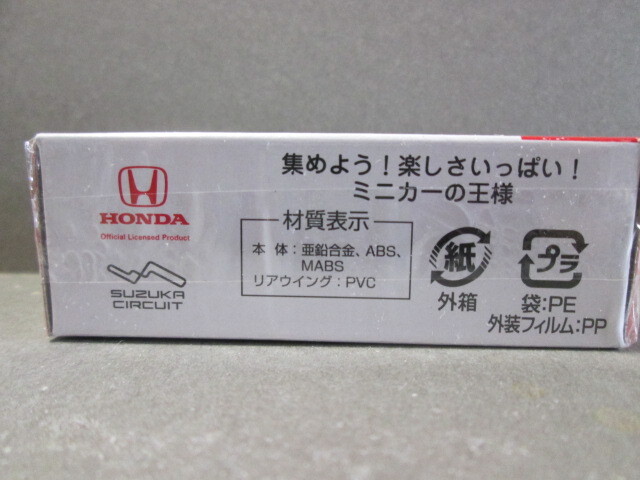 HONDA
Official Licensed Product
SUZUKA
CIRCUIT
集めよう！楽しさいっぱい！
ミニカーの王様
材質表示
本 体：亜鉛合金、ABS、
MABS
リアウイング：PVC
紙
外箱
プラ
袋:PE
外装フィルム:PP